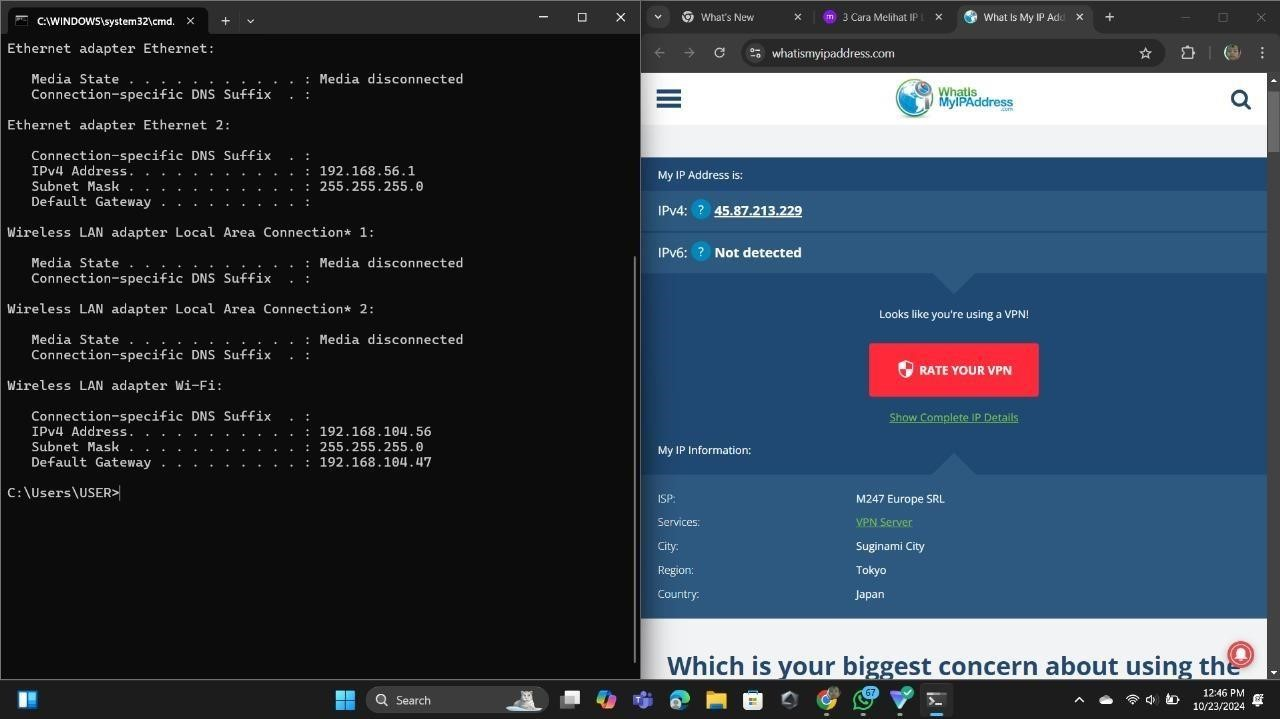 C:\WINDOWS\system32\cmd.
Ethernet adapter Ethernet:
Media State . . . . . . . . . . . : Media disconnected
Connection-specific DNS Suffix  . :
Ethernet adapter Ethernet 2:
Connection-specific DNS Suffix  . :
IPv4 Address. . . . . . . . . . . : 192.168.56.1
Subnet Mask . . . . . . . . . . . : 255.255.255.0
Default Gateway . . . . . . . . . :
Wireless LAN adapter Local Area Connection* 1:
Media State . . . . . . . . . . . : Media disconnected
Connection-specific DNS Suffix  . :
Wireless LAN adapter Local Area Connection* 2:
Media State . . . . . . . . . . . : Media disconnected
Connection-specific DNS Suffix  . :
Wireless LAN adapter Wi-Fi:
Connection-specific DNS Suffix  . :
IPv4 Address. . . . . . . . . . . : 192.168.104.56
Subnet Mask . . . . . . . . . . . : 255.255.255.0
Default Gateway . . . . . . . . . : 192.168.104.47
C:\Users\USER>
What's New
3 Cara Melihat IP
What Is My IP Add
whatismyipaddress.com
WhatIs
MyIPAddress
.com
My IP Address is:
IPv4: ? 45.87.213.229
IPv6: ? Not detected
Looks like you're using a VPN!
RATE YOUR VPN
Show Complete IP Details
My IP Information:
ISP: M247 Europe SRL
Services: VPN Server
City: Suginami City
Region: Tokyo
Country: Japan
Which is your biggest concern about using the
Search
67
12:46 PM
10/23/2024